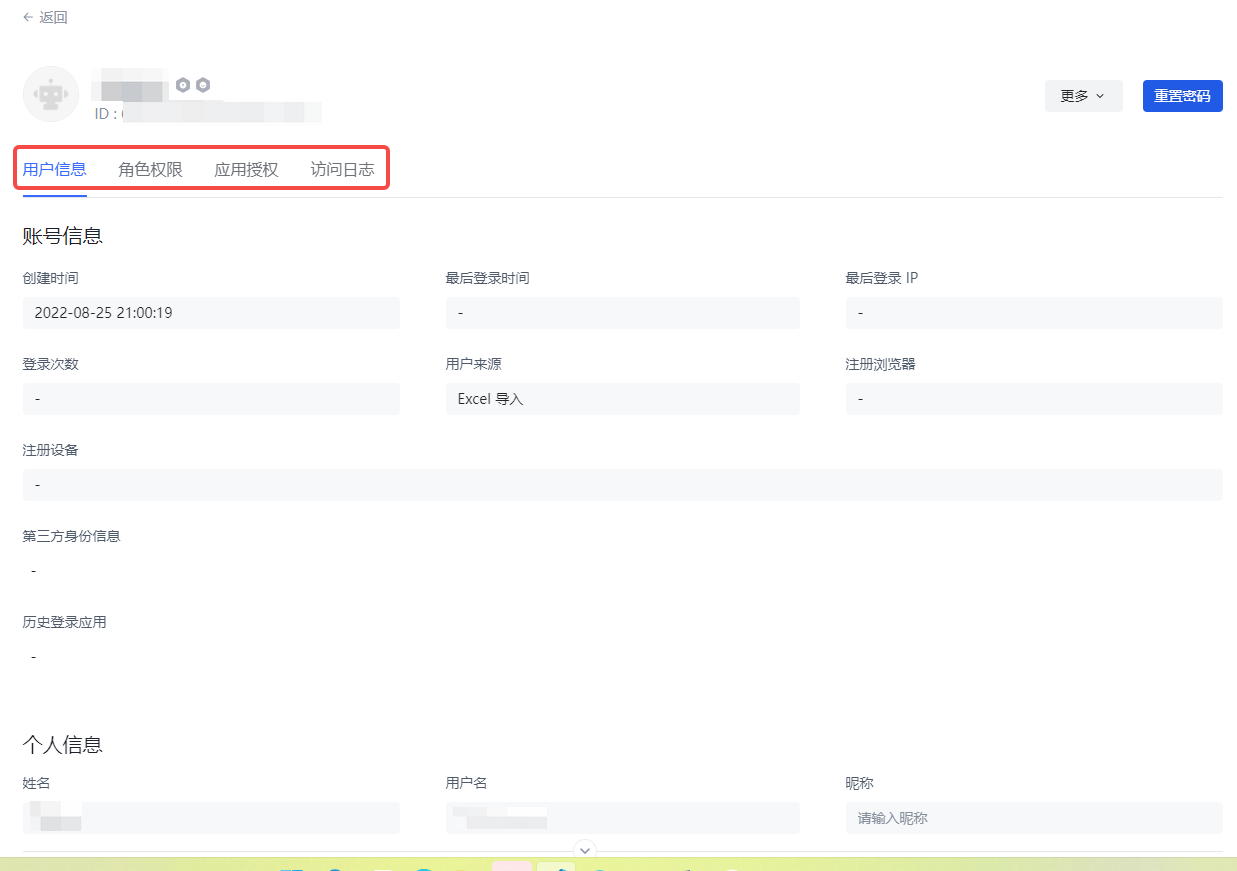 ← 返回
ID :
更多
重置密码
用户信息 角色权限 应用授权 访问日志
账号信息
创建时间 最后登录时间 最后登录 IP
2022-08-25 21:00:19 - -
登录次数 用户来源 注册浏览器
- Excel 导入 -
注册设备
-
第三方身份信息
-
历史登录应用
-
个人信息
姓名 用户名 昵称
请输入昵称